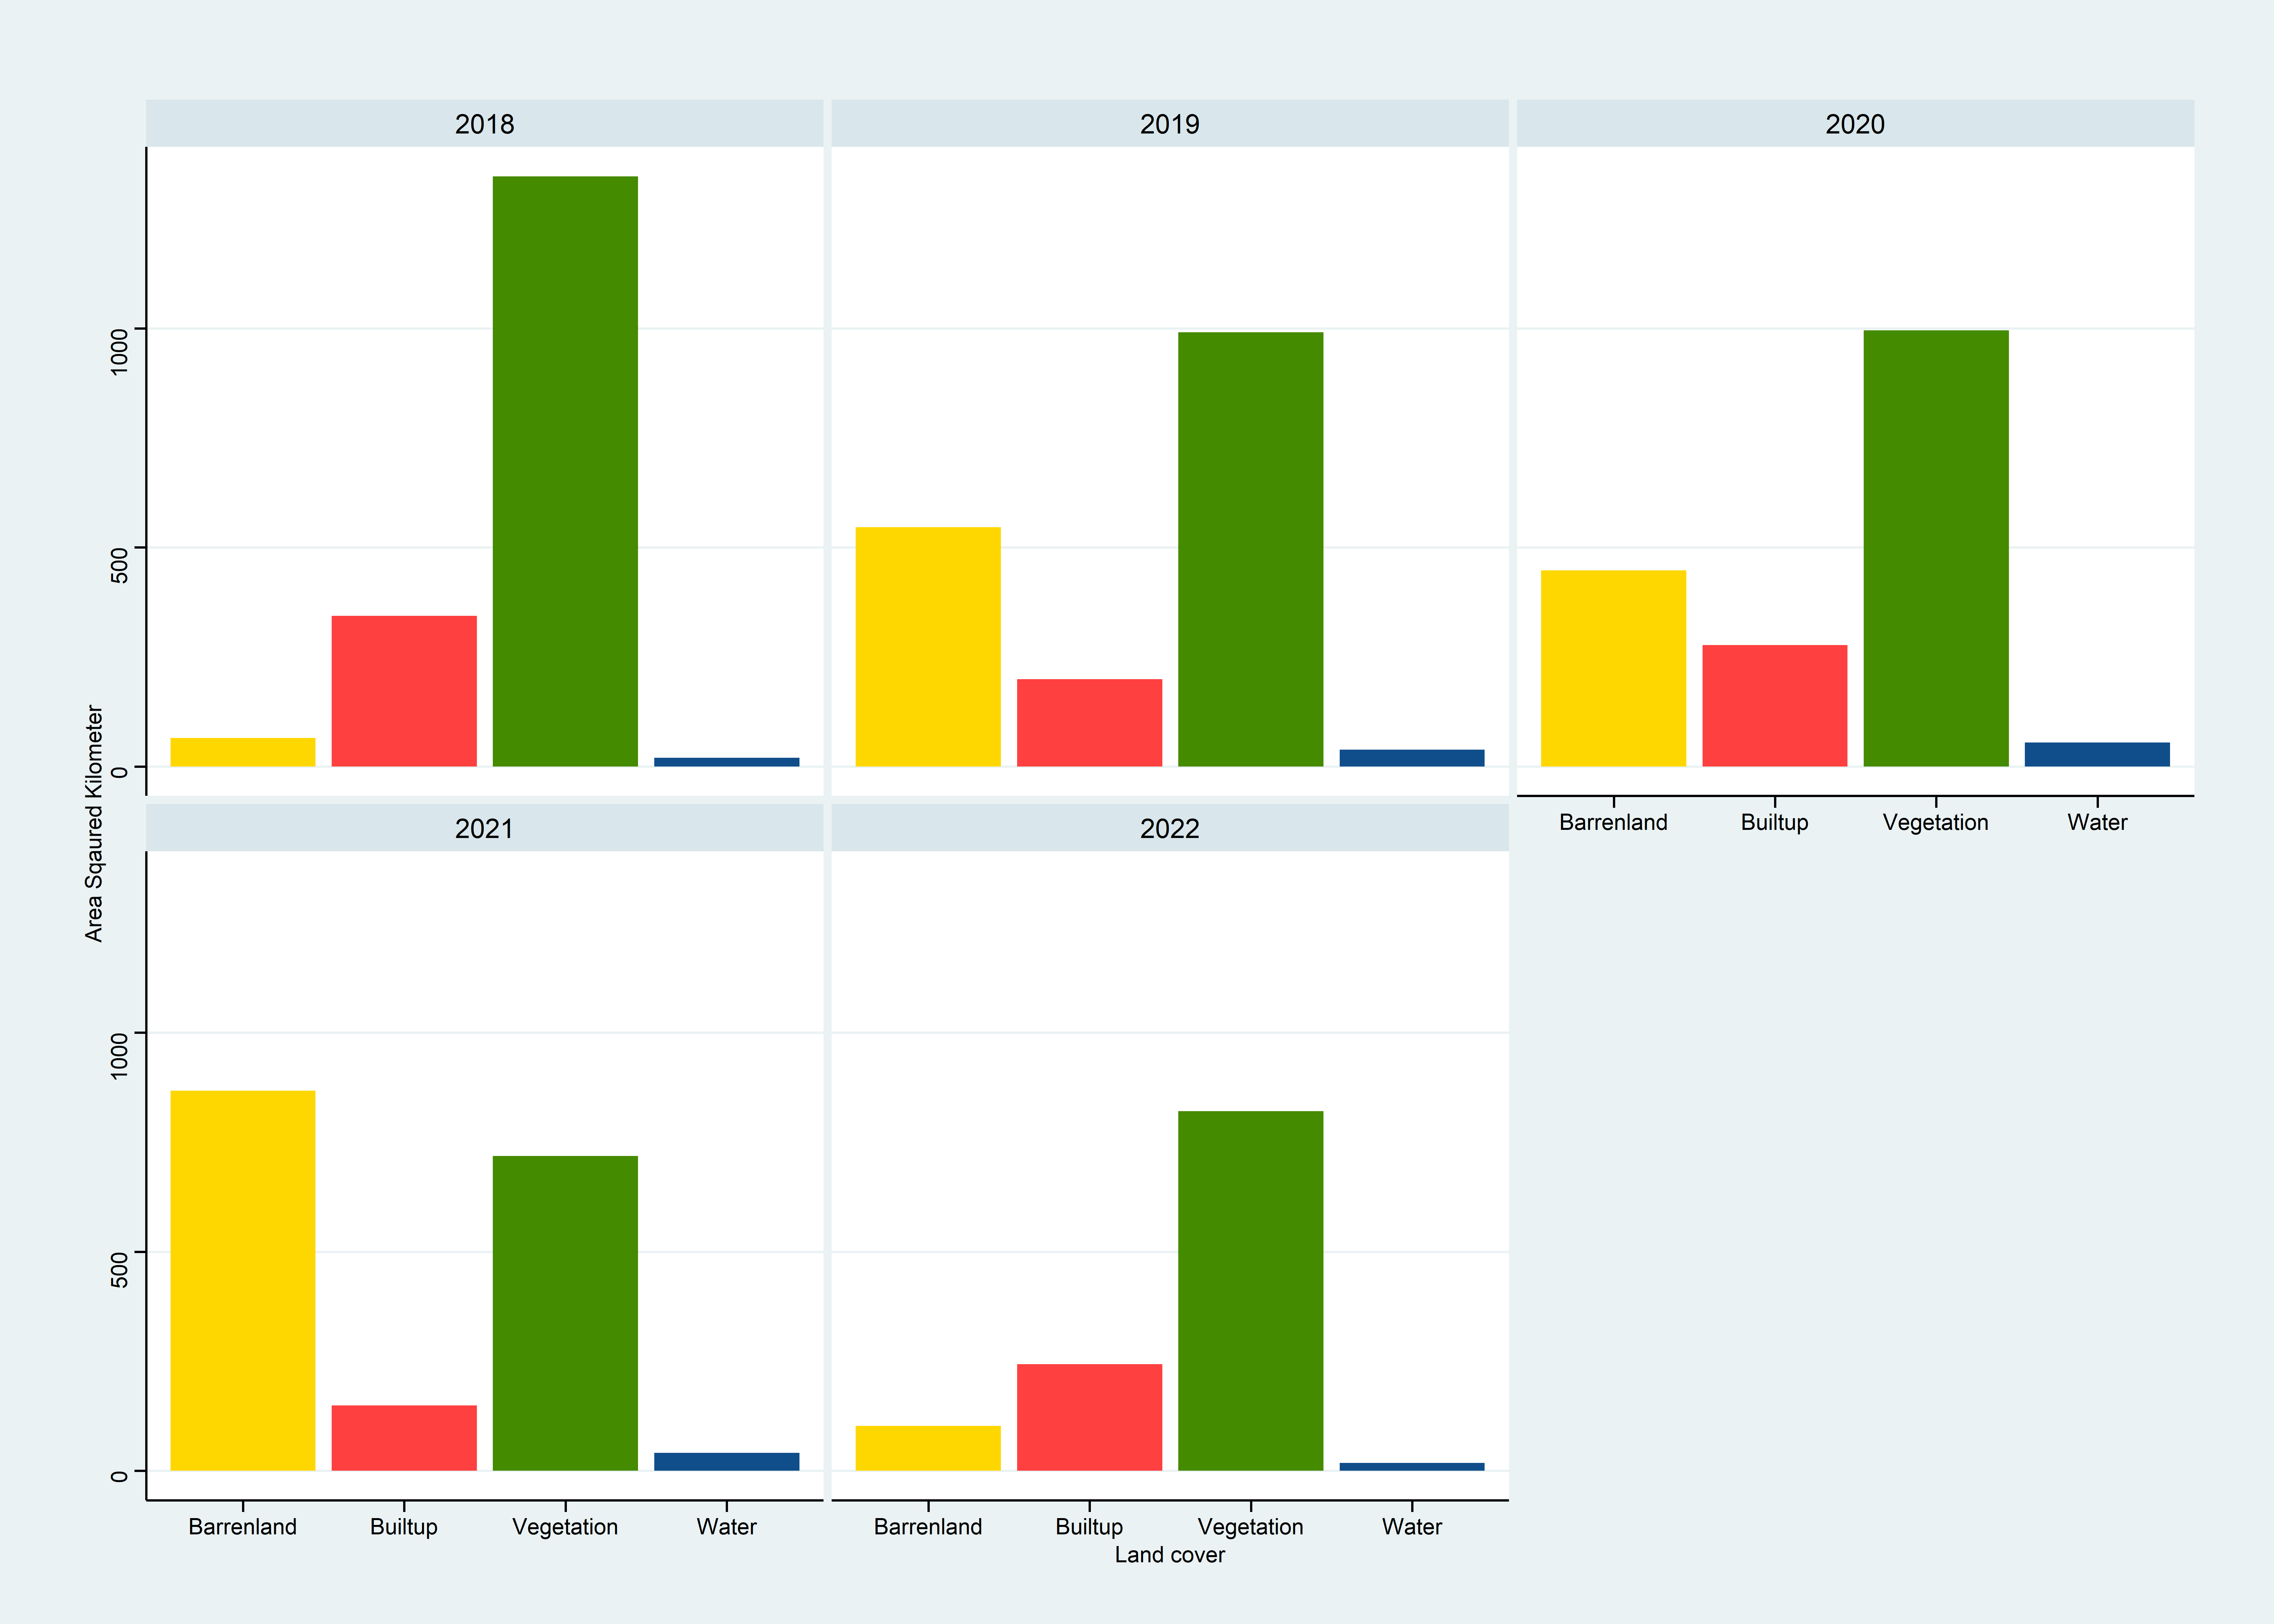 2018
2019
2020
1000
500
0
Barrenland Builtup Vegetation Water
Area Sqaured Kilometer
2021
2022
1000
500
0
Barrenland Builtup Vegetation Water
Barrenland Builtup Vegetation Water
Land cover